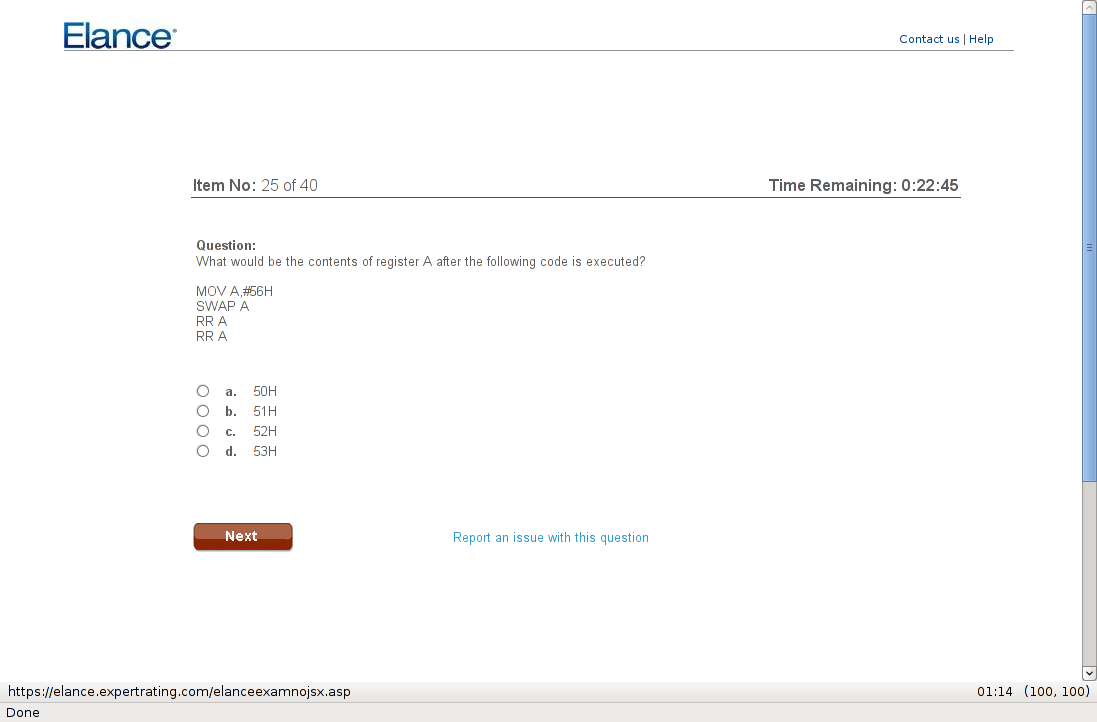 Elance®
Contact us | Help
Item No: 25 of 40
Time Remaining: 0:22:45
Question:
What would be the contents of register A after the following code is executed?
MOV A,#56H
SWAP A
RR A
RR A
a. 50H
b. 51H
c. 52H
d. 53H
Next
Report an issue with this question
https://elance.expertrating.com/elanceexamnojsx.asp
01:14 (100, 100)
Done